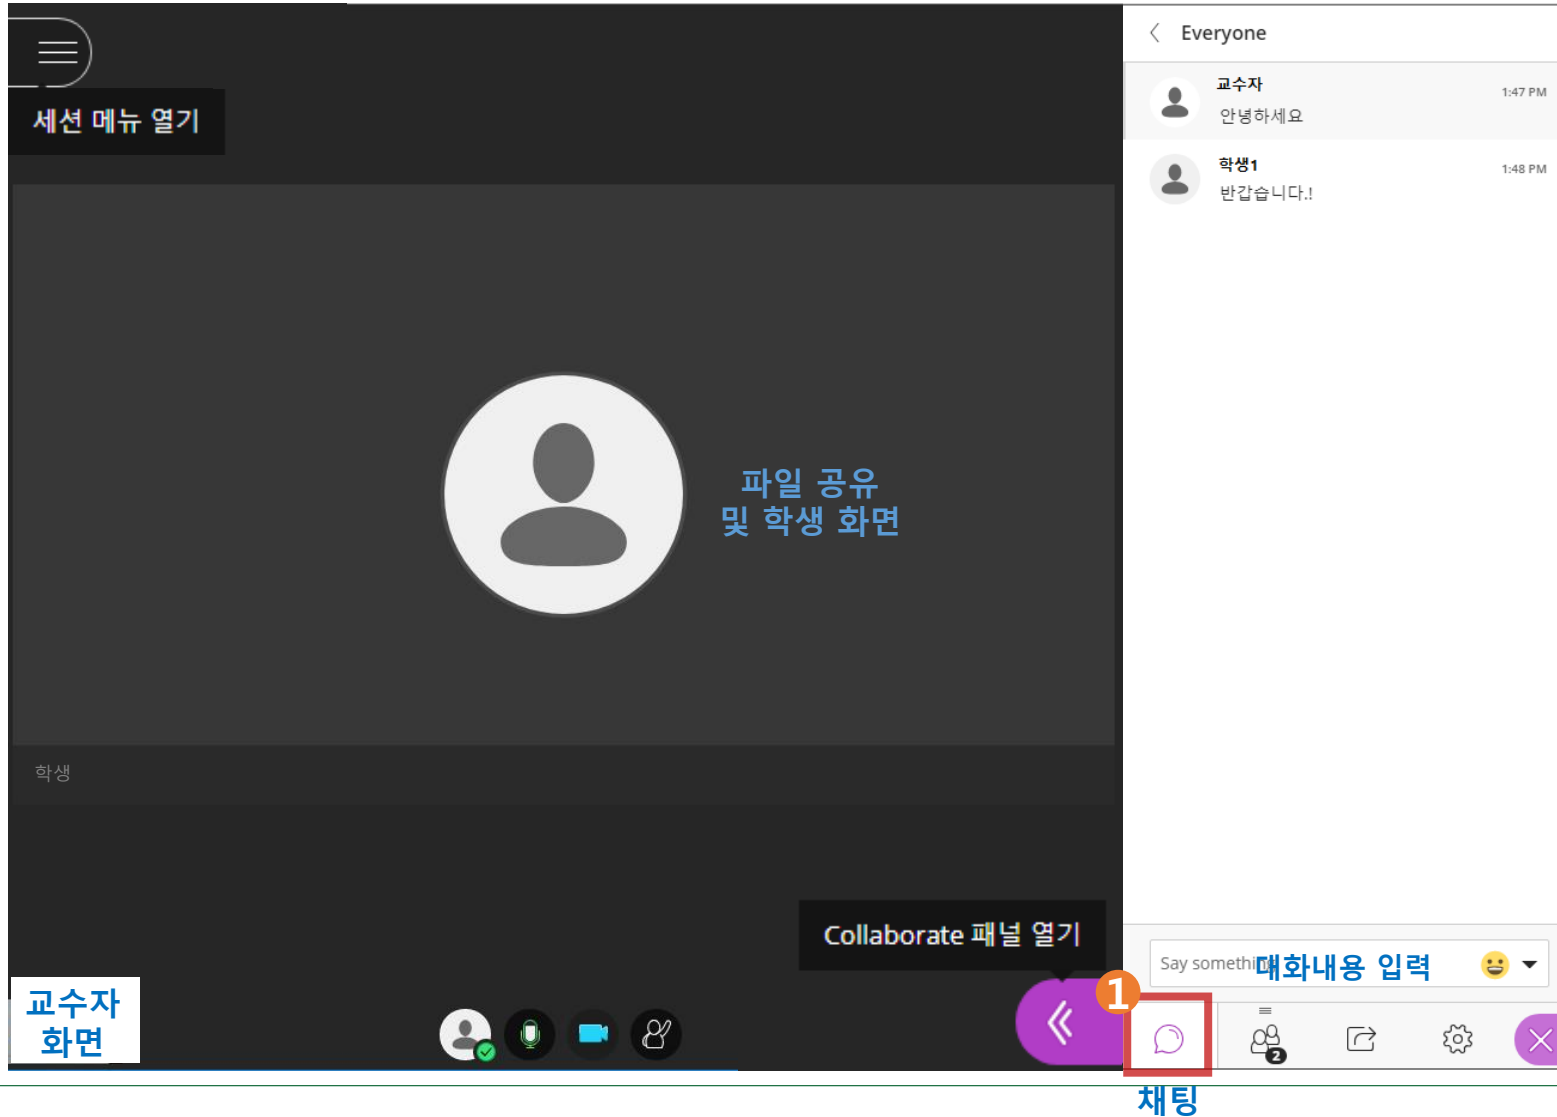 세션 메뉴 열기
파일 공유
및 학생 화면
학생
Collaborate 패널 열기
교수자
화면
Everyone
교수자
1:47 PM
안녕하세요
학생1
1:48 PM
반갑습니다.!
Say something
대화내용 입력
1
2
채팅